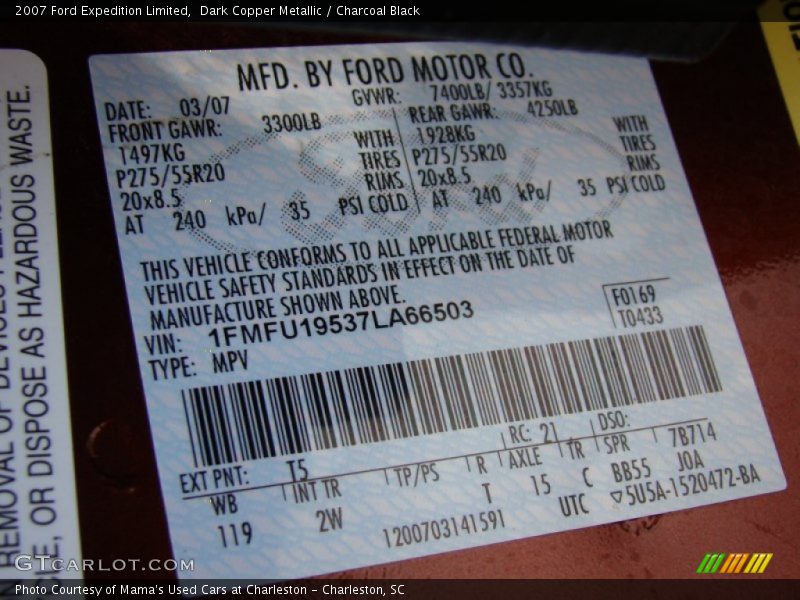 2007 Ford Expedition Limited,  Dark Copper Metallic / Charcoal Black
MFD. BY FORD MOTOR CO.
DATE: 03/07 GVWR: 7400LB/ 3357KG
FRONT GAWR: 3300LB REAR GAWR: 4250LB
1497KG WITH 1928KG WITH
P275/55R20 TIRES P275/55R20 TIRES
20x8.5 RIMS 20x8.5 RIMS
AT 240 kPa/ 35 PSI COLD AT 240 kPa/ 35 PSI COLD
Ford
THIS VEHICLE CONFORMS TO ALL APPLICABLE FEDERAL MOTOR
VEHICLE SAFETY STANDARDS IN EFFECT ON THE DATE OF
MANUFACTURE SHOWN ABOVE.
VIN: 1FMFU19537LA66503
F0169
T0433
TYPE: MPV
RC: 21 DSO:
EXT PNT: T5 7B714
WB INT TR TP/PS R AXLE TR SPR
119 2W T 15 C BB55 J0A
1200703141591 UTC ▽5U5A-1520472-BA
OR DISPOSE AS HAZARDOUS WASTE.
GTCarLot.com
Photo Courtesy of Mama's Used Cars at Charleston - Charleston, SC